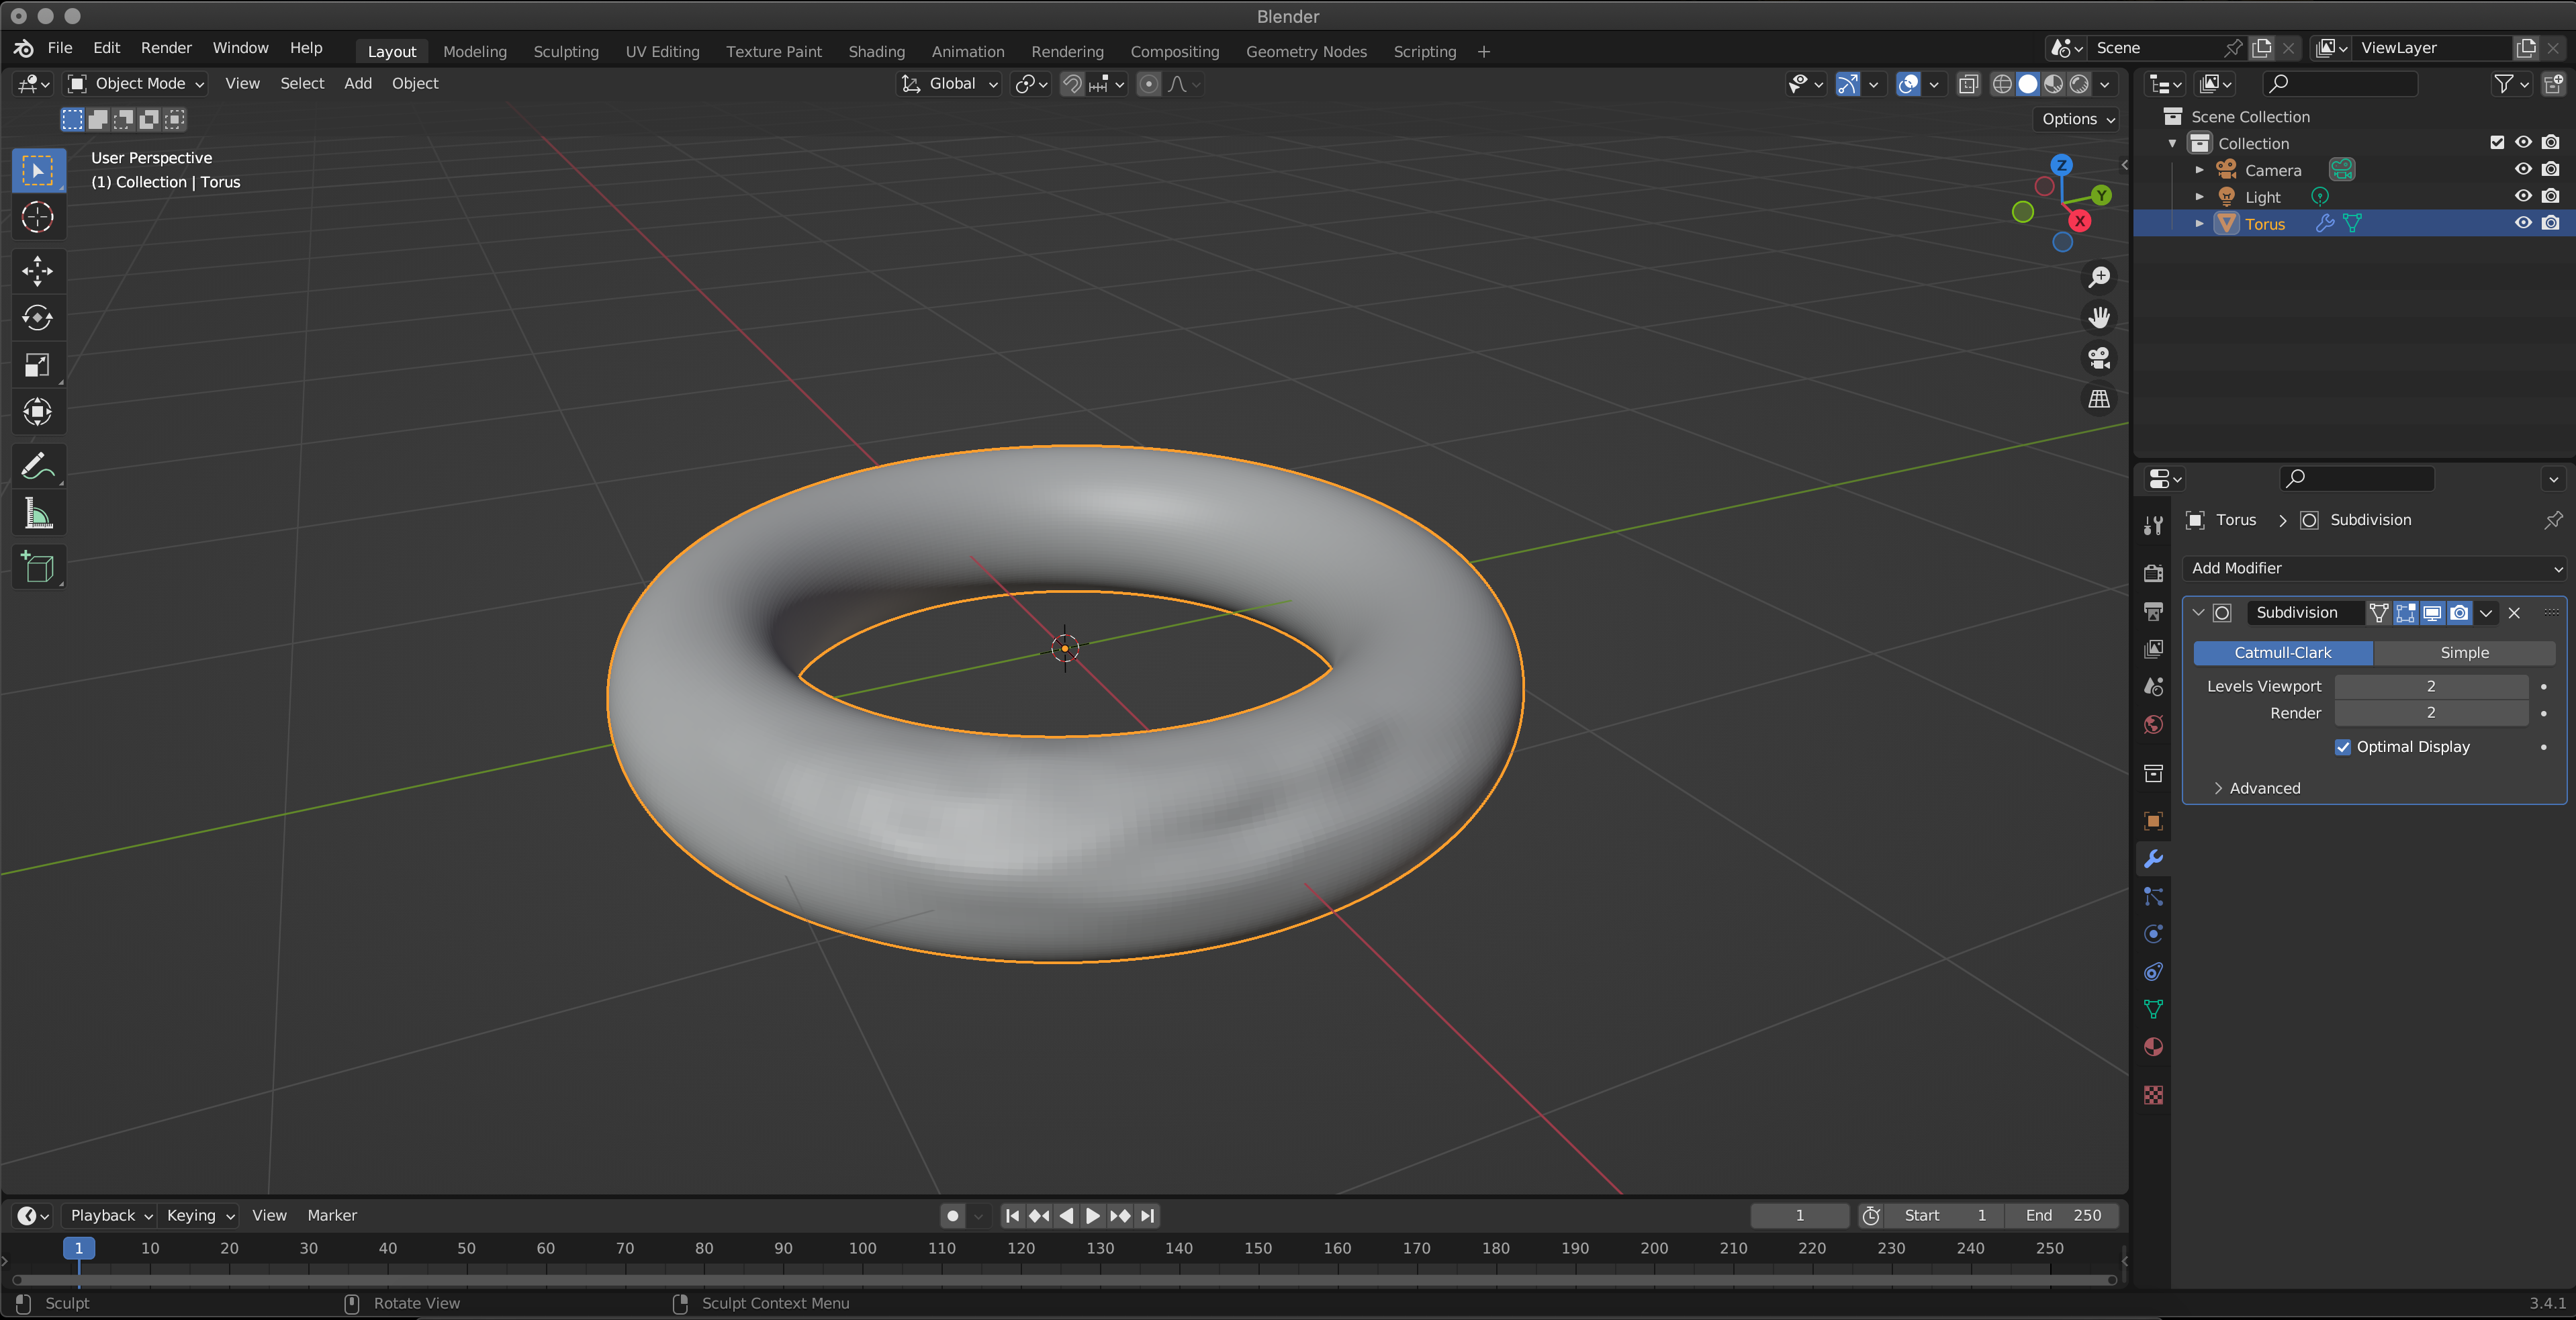 Blender
File Edit Render Window Help Layout Modeling Sculpting UV Editing Texture Paint Shading Animation Rendering Compositing Geometry Nodes Scripting + Scene ViewLayer
Object Mode View Select Add Object Global
Options
User Perspective
(1) Collection | Torus
Z
Y
X
Scene Collection
Collection
Camera
Light
Torus
Torus > Subdivision
Add Modifier
Subdivision
Catmull-Clark Simple
Levels Viewport 2
Render 2
Optimal Display
Advanced
Playback Keying View Marker 1 Start 1 End 250
1 10 20 30 40 50 60 70 80 90 100 110 120 130 140 150 160 170 180 190 200 210 220 230 240 250
Sculpt Rotate View Sculpt Context Menu 3.4.1